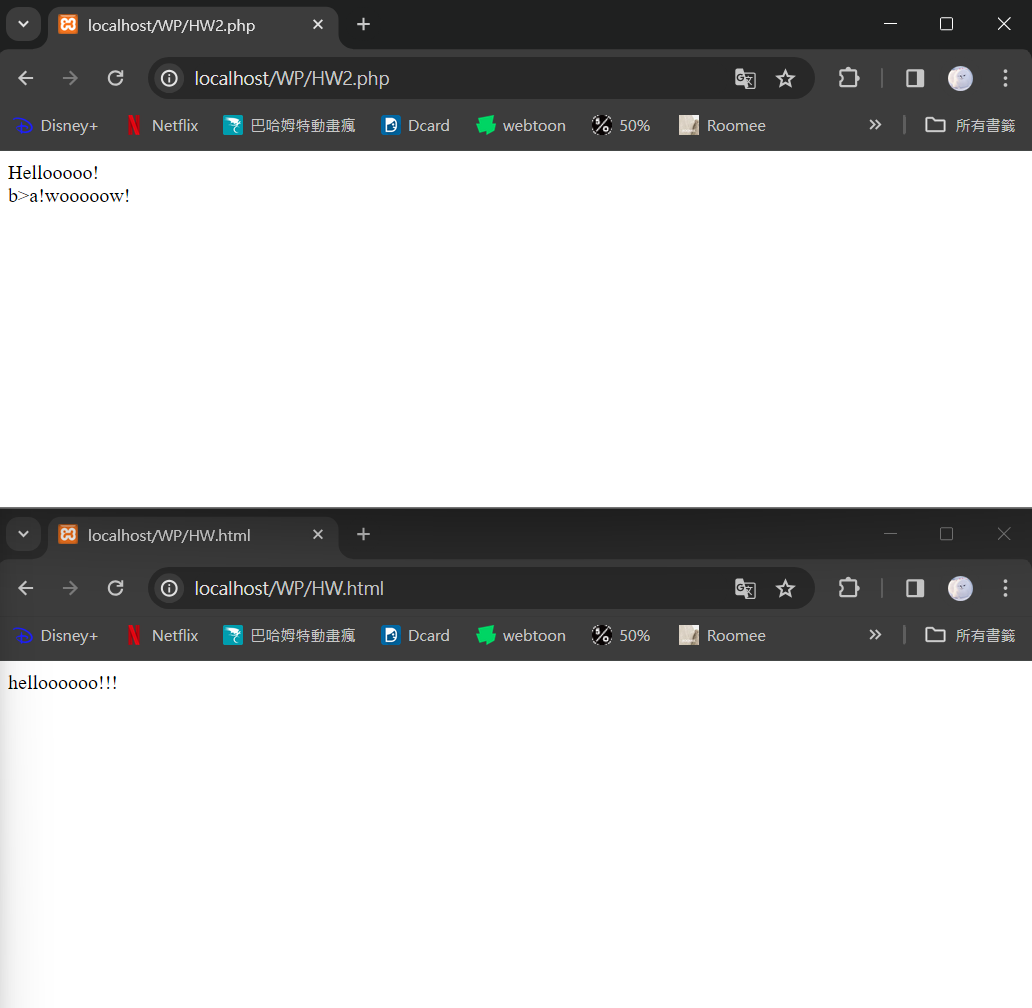 localhost/WP/HW2.php
localhost/WP/HW2.php
Disney+ Netflix 巴哈姆特動畫瘋 Dcard webtoon 50% Roomee 所有書籤
Hellooooo!
b>a!wooooow!
localhost/WP/HW.html
localhost/WP/HW.html
Disney+ Netflix 巴哈姆特動畫瘋 Dcard webtoon 50% Roomee 所有書籤
helloooooo!!!